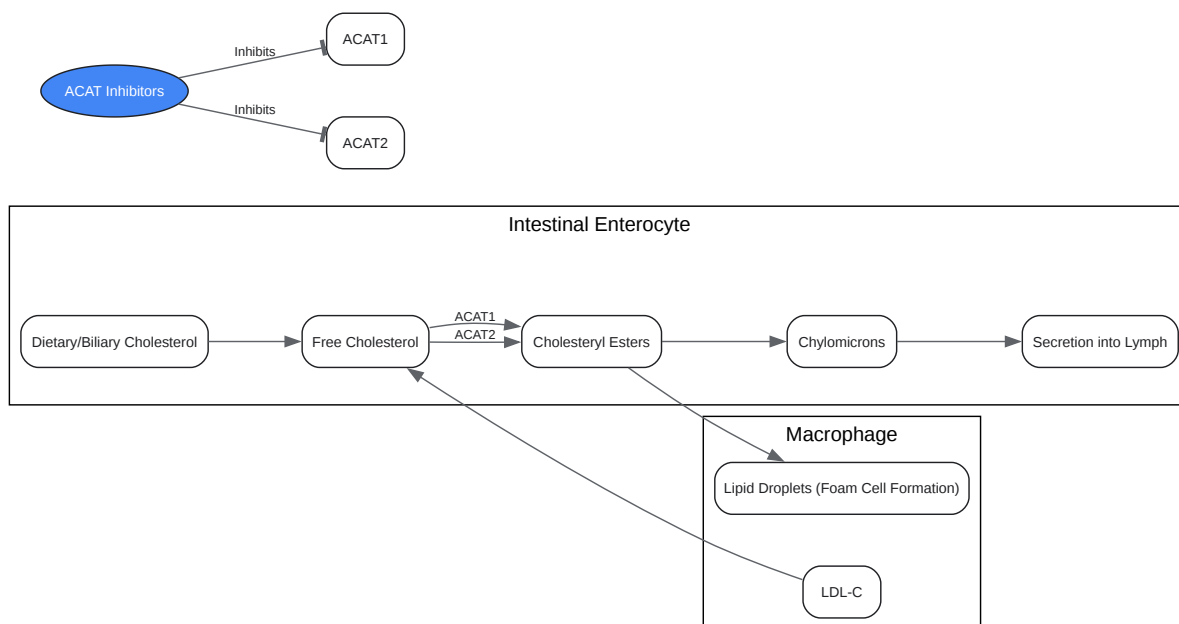 ACAT1
Inhibits
ACAT Inhibitors
Inhibits
ACAT2
Intestinal Enterocyte
Dietary/Biliary Cholesterol
Free Cholesterol
ACAT1
ACAT2
Cholesteryl Esters
Chylomicrons
Secretion into Lymph
Macrophage
Lipid Droplets (Foam Cell Formation)
LDL-C